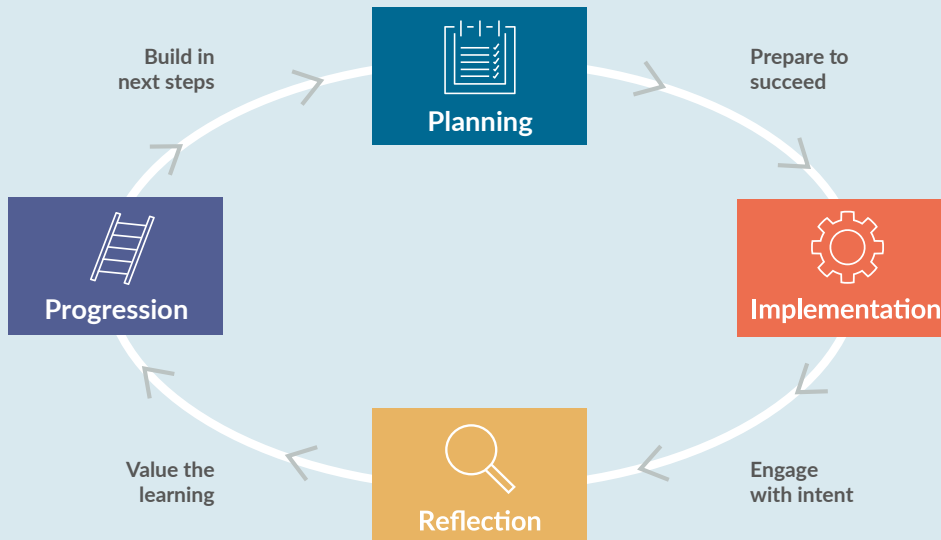 Build in
next steps
Planning
Prepare to
succeed
Progression
Implementation
Value the
learning
Reflection
Engage
with intent